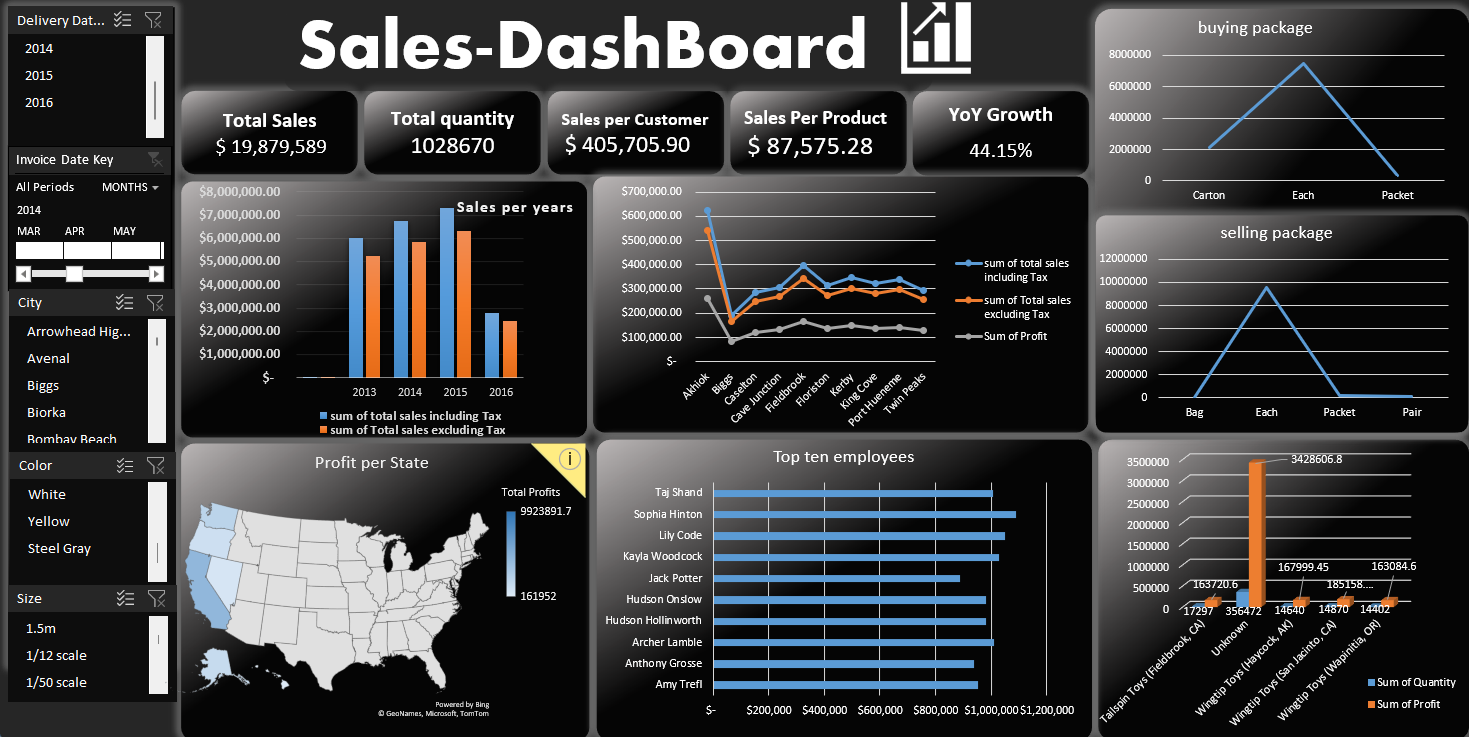 Delivery Dat...
2014
2015
2016
Invoice Date Key
All Periods MONTHS
2014
MAR APR MAY
City
Arrowhead Hig...
Avenal
Biggs
Biorka
Bombay Beach
Color
White
Yellow
Steel Gray
Size
1.5m
1/12 scale
1/50 scale
Sales-DashBoard
Total Sales
$ 19,879,589
Total quantity
1028670
Sales per Customer
$ 405,705.90
Sales Per Product
$ 87,575.28
YoY Growth
44.15%
Sales per years
$8,000,000.00
$7,000,000.00
$6,000,000.00
$5,000,000.00
$4,000,000.00
$3,000,000.00
$2,000,000.00
$1,000,000.00
$-
2013 2014 2015 2016
sum of total sales including Tax
sum of Total sales excluding Tax
$700,000.00
$600,000.00
$500,000.00
$400,000.00
$300,000.00
$200,000.00
$100,000.00
$-
Akhiok
Biggs
Caselton
Cave Junction
Fieldbrook
Floriston
Kerby
King Cove
Port Hueneme
Twin Peaks
sum of total sales
including Tax
sum of Total sales
excluding Tax
Sum of Profit
buying package
8000000
6000000
4000000
2000000
0
Carton Each Packet
selling package
12000000
10000000
8000000
6000000
4000000
2000000
0
Bag Each Packet Pair
Profit per State
i
Total Profits
9923891.7
161952
Powered by Bing
© GeoNames, Microsoft, TomTom
Top ten employees
Taj Shand
Sophia Hinton
Lily Code
Kayla Woodcock
Jack Potter
Hudson Onslow
Hudson Hollinworth
Archer Lamble
Anthony Grosse
Amy Trefl
$- $200,000 $400,000 $600,000 $800,000 $1,000,000 $1,200,000
3500000
3000000
2500000
2000000
1500000
1000000
500000
0
3428606.8
163720.6
167999.45
185158....
163084.6
17297
356472
14640
14870
14402
Tailspin Toys (Fieldbrook, CA)
Unknown
Wingtip Toys (Haycock, AK)
Wingtip Toys (San Jacinto, CA)
Wingtip Toys (Wapinitia, OR)
Sum of Quantity
Sum of Profit